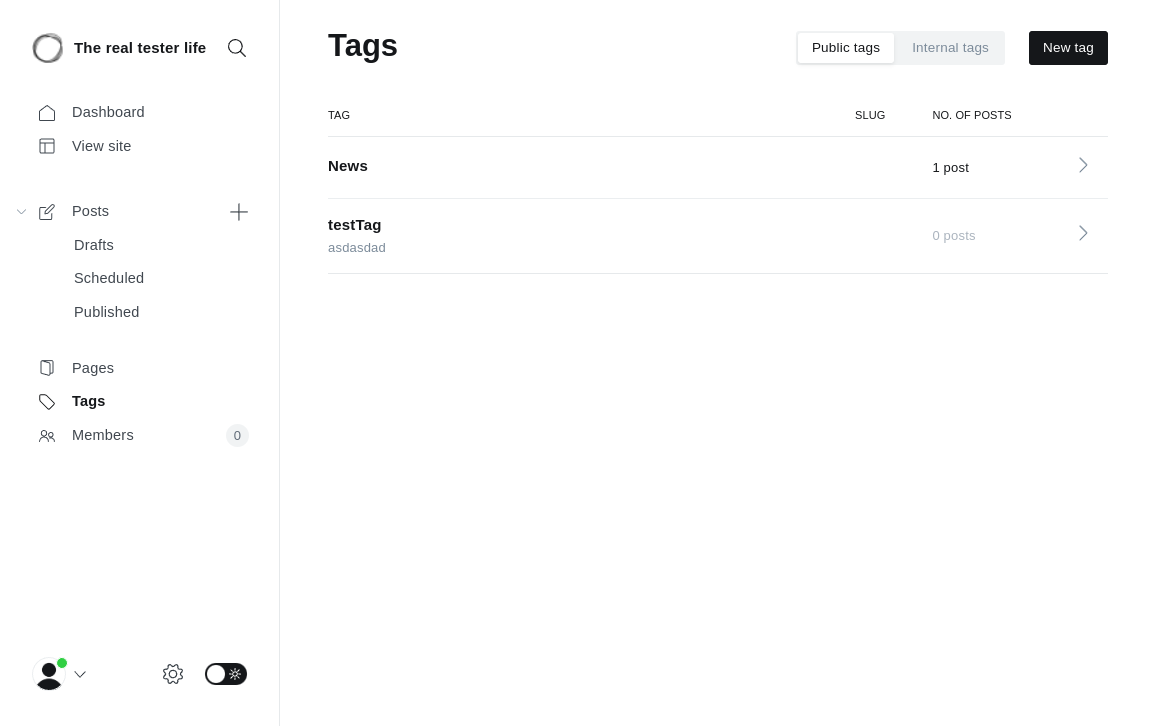 The real tester life
Dashboard
View site
Posts
Drafts
Scheduled
Published
Pages
Tags
Members
0
Tags
Public tags
Internal tags
New tag
TAG
SLUG
NO. OF POSTS
News
1 post
testTag
asdasdad
0 posts